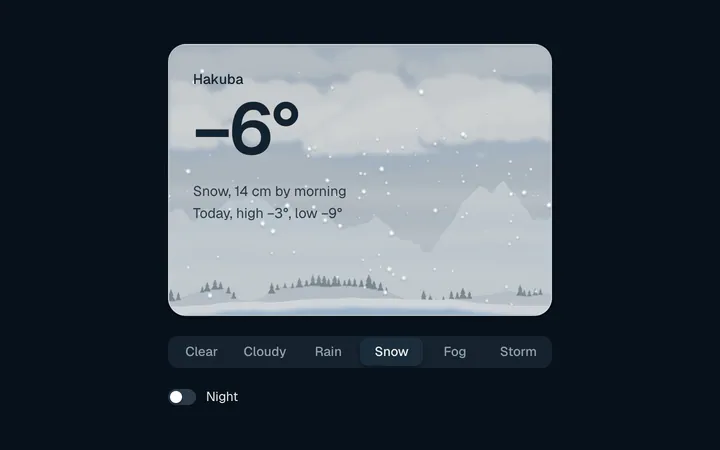 Hakuba
−6°
Snow, 14 cm by morning
Today, high −3°, low −9°
Clear Cloudy Rain Snow Fog Storm
Night